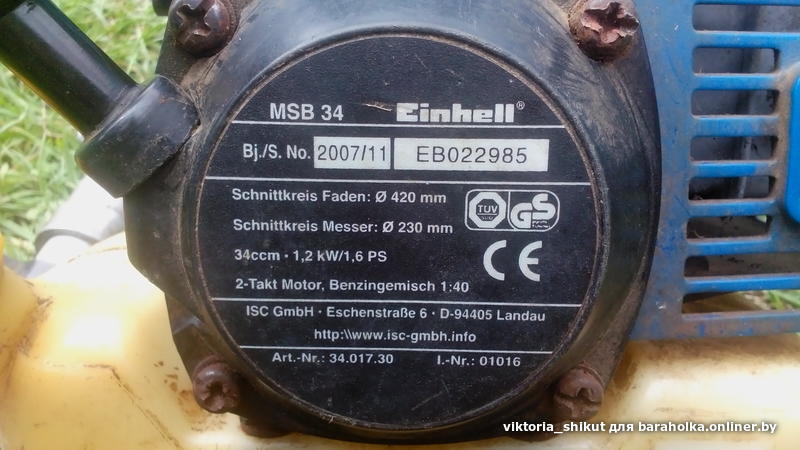 MSB 34 Einhell®
Bj./S. No. 2007/11 EB022985
Schnittkreis Faden: Ø 420 mm
TÜV GS
Schnittkreis Messer: Ø 230 mm
34ccm · 1,2 kW/1,6 PS CE
2-Takt Motor, Benzingemisch 1:40
ISC GmbH · Eschenstraße 6 · D-94405 Landau
http:\\www.isc-gmbh.info
Art.-Nr.: 34.017.30 I.-Nr.: 01016
viktoria_shikut для baraholka.onliner.by